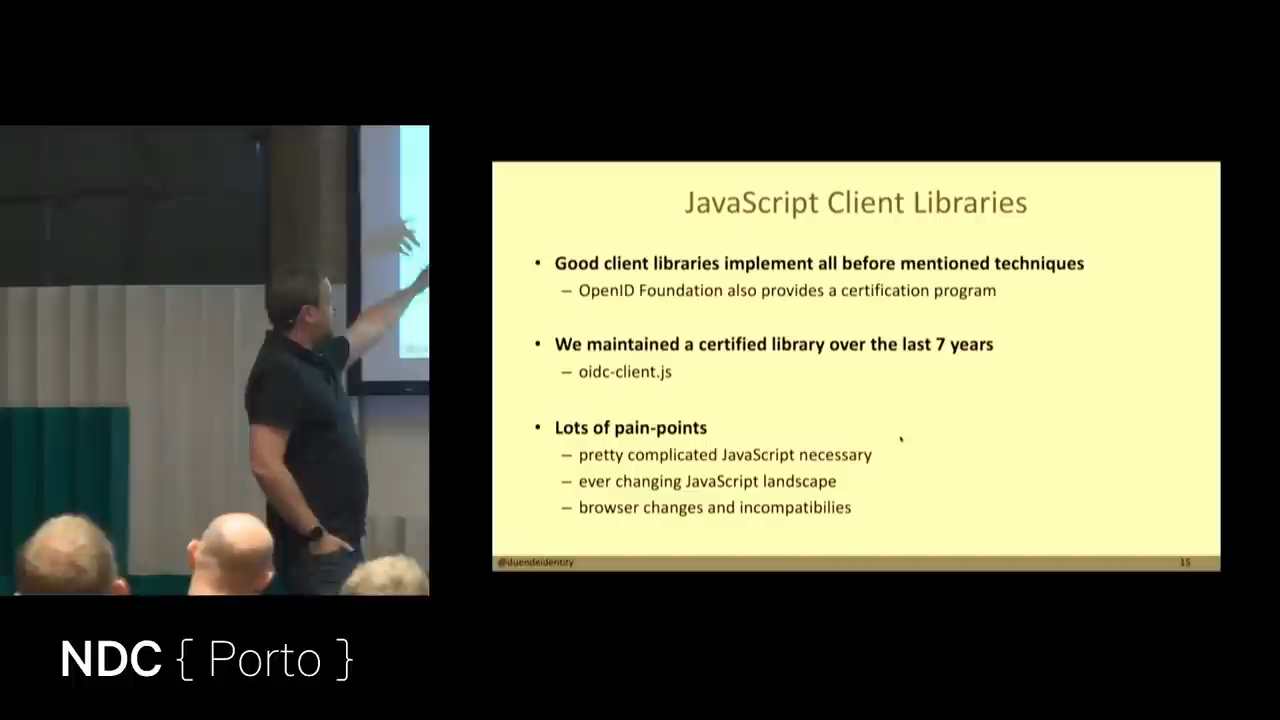 JavaScript Client Libraries
• Good client libraries implement all before mentioned techniques
– OpenID Foundation also provides a certification program
• We maintained a certified library over the last 7 years
– oidc-client.js
• Lots of pain-points
– pretty complicated JavaScript necessary
– ever changing JavaScript landscape
– browser changes and incompatibilies
@duendeidentity
15
NDC { Porto }